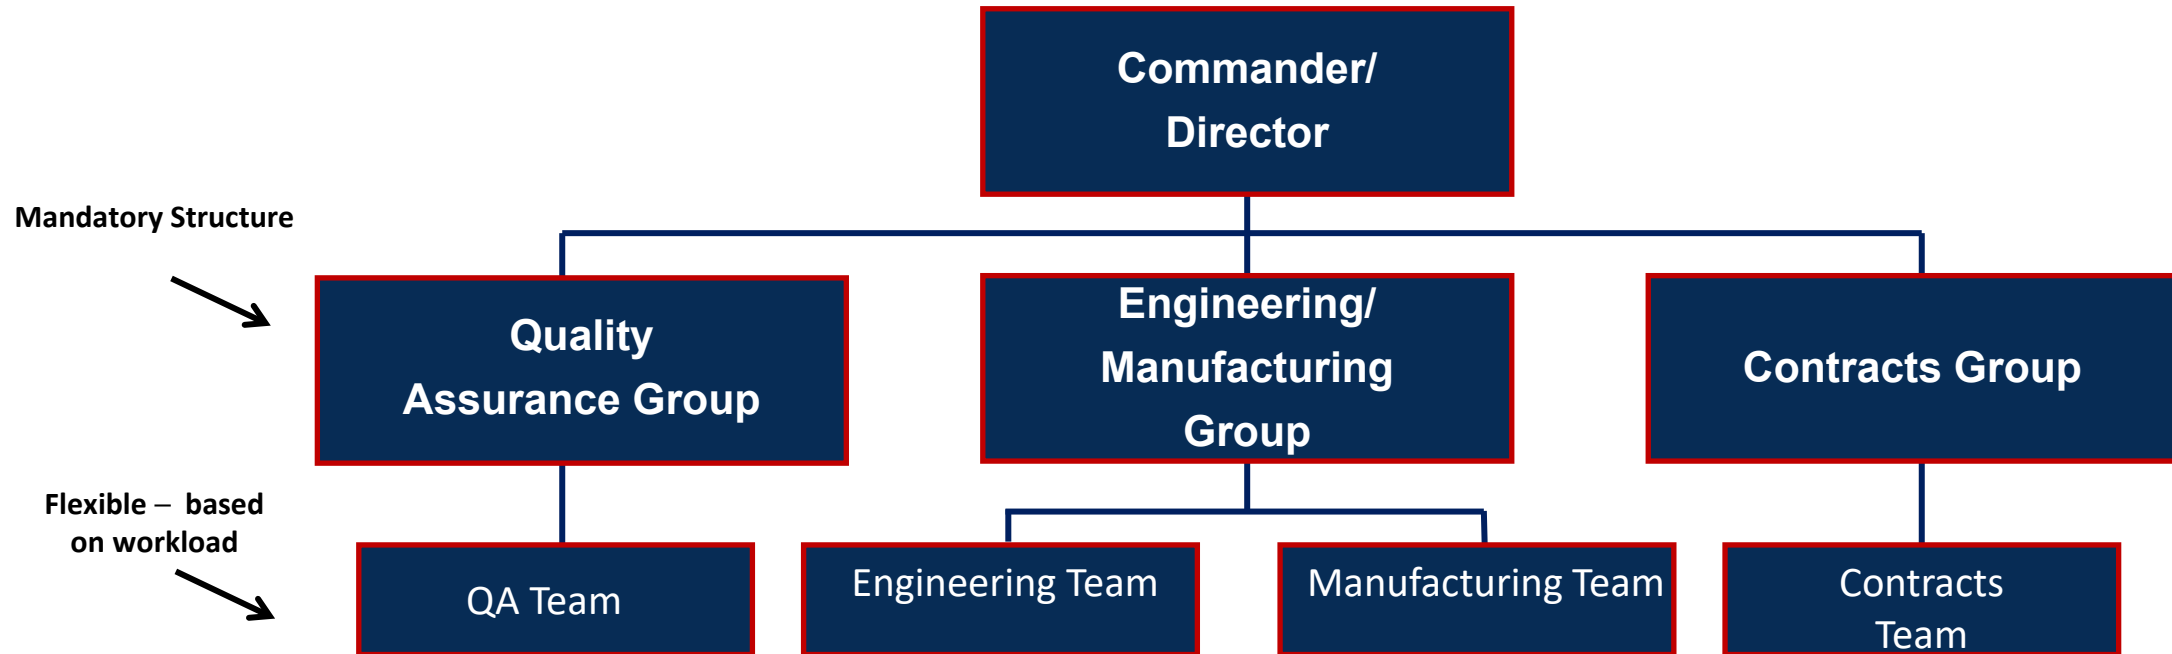 Commander/
Director
Mandatory Structure
Quality
Assurance Group
Engineering/
Manufacturing
Group
Contracts Group
Flexible – based
on workload
QA Team
Engineering Team
Manufacturing Team
Contracts
Team